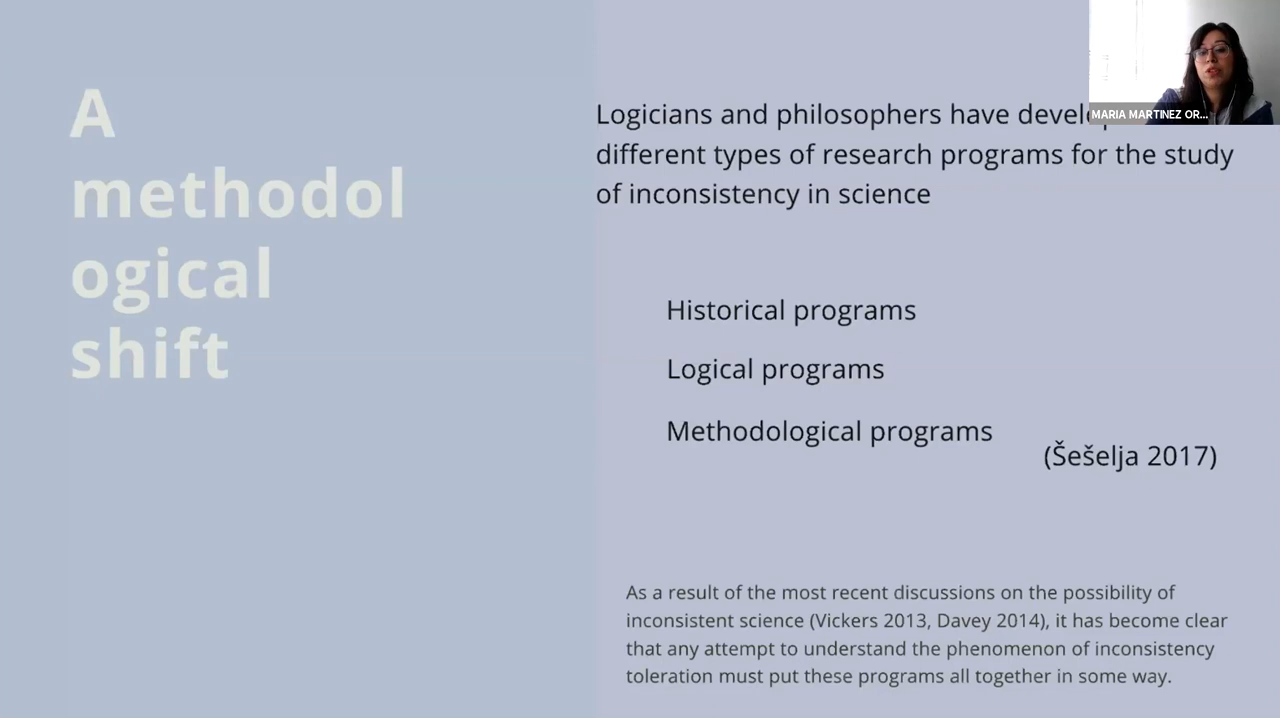 A
methodol
ogical
shift
MARIA MARTINEZ OR...
Logicians and philosophers have
different types of research programs for the study
of inconsistency in science
Historical programs
Logical programs
Methodological programs
(Šešelja 2017)
As a result of the most recent discussions on the possibility of
inconsistent science (Vickers 2013, Davey 2014), it has become clear
that any attempt to understand the phenomenon of inconsistency
toleration must put these programs all together in some way.